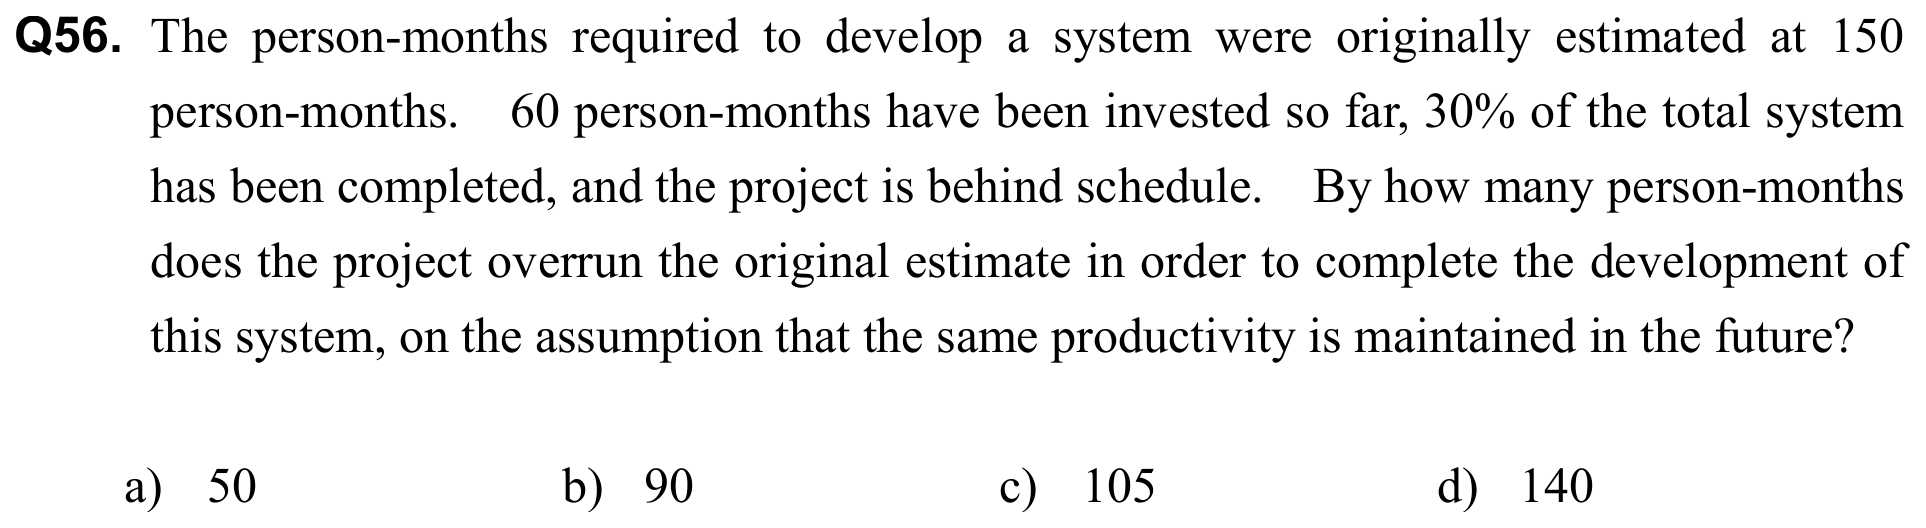 Q56. The person-months required to develop a system were originally estimated at 150
person-months. 60 person-months have been invested so far, 30% of the total system
has been completed, and the project is behind schedule. By how many person-months
does the project overrun the original estimate in order to complete the development of
this system, on the assumption that the same productivity is maintained in the future?
a) 50 b) 90 c) 105 d) 140